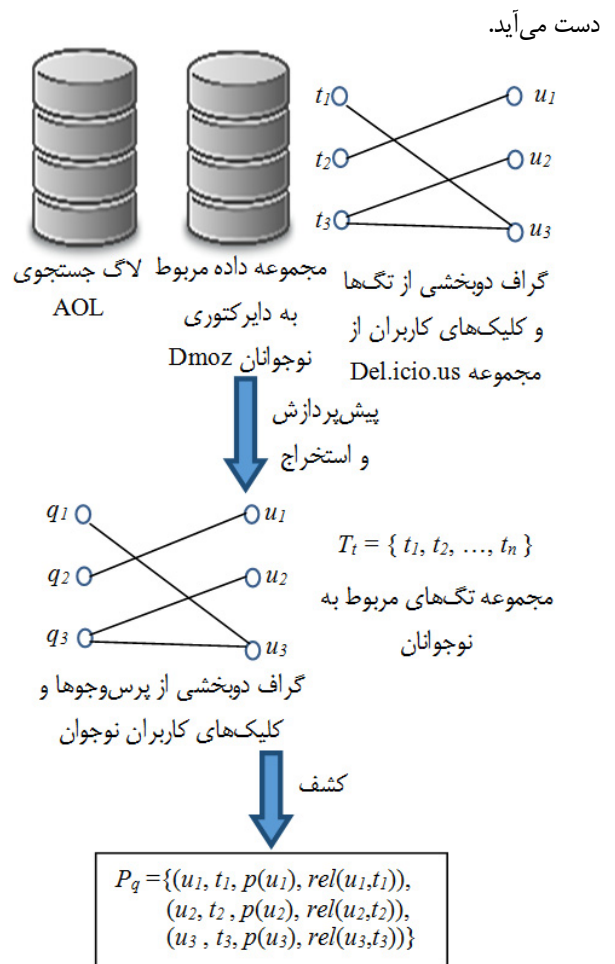 دست می‌آید.
t1 u1
t2 u2
t3 u3
لاگ جستجوی
AOL
مجموعه داده مربوط
به دایرکتوری
نوجوانان Dmoz
گراف دوبخشی از تگ‌ها
و کلیک‌های کاربران از
مجموعه Del.icio.us
پیش‌پردازش
و استخراج
q1 u1
q2 u2
q3 u3
Tt = { t1, t2, …, tn }
مجموعه تگ‌های مربوط به
نوجوانان
گراف دوبخشی از پرس‌وجوها و
کلیک‌های کاربران نوجوان
کشف
Pq ={(u1, t1, p(u1), rel(u1,t1)),
(u2, t2 , p(u2), rel(u2,t2)),
(u3 , t3, p(u3), rel(u3,t3))}